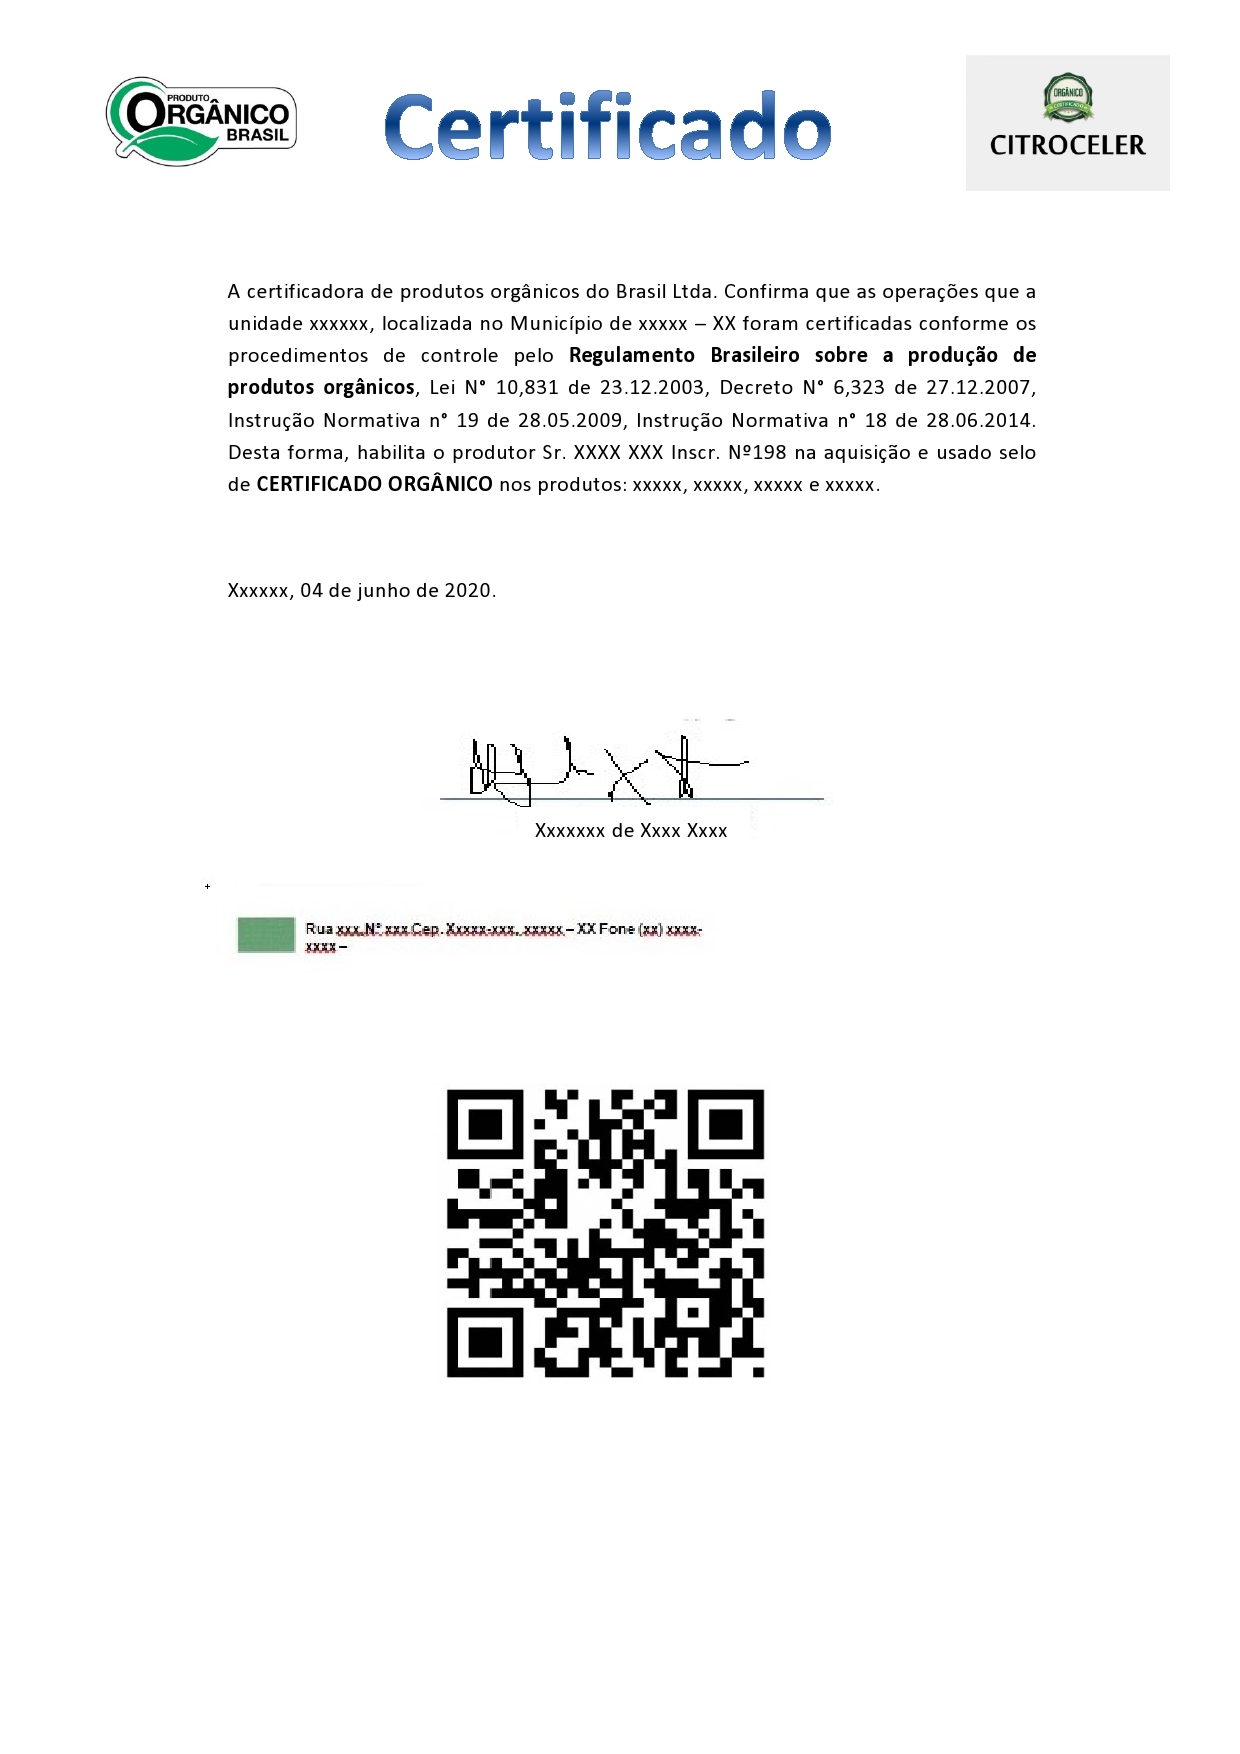 PRODUTO
ORGÂNICO
BRASIL
Certificado
ORGÂNICO
CERTIFICADO
CITROCELER
A certificadora de produtos orgânicos do Brasil Ltda. Confirma que as operações que a
unidade xxxxxx, localizada no Município de xxxxx – XX foram certificadas conforme os
procedimentos de controle pelo Regulamento Brasileiro sobre a produção de
produtos orgânicos, Lei N° 10,831 de 23.12.2003, Decreto N° 6,323 de 27.12.2007,
Instrução Normativa n° 19 de 28.05.2009, Instrução Normativa n° 18 de 28.06.2014.
Desta forma, habilita o produtor Sr. XXXX XXX Inscr. Nº198 na aquisição e usado selo
de CERTIFICADO ORGÂNICO nos produtos: xxxxx, xxxxx, xxxxx e xxxxx.
Xxxxxx, 04 de junho de 2020.
Xxxxxxx de Xxxx Xxxx
Rua xxx,N° xxx Cep. Xxxxx-xxx, xxxxx – XX Fone (xx) xxxx-
xxxx –